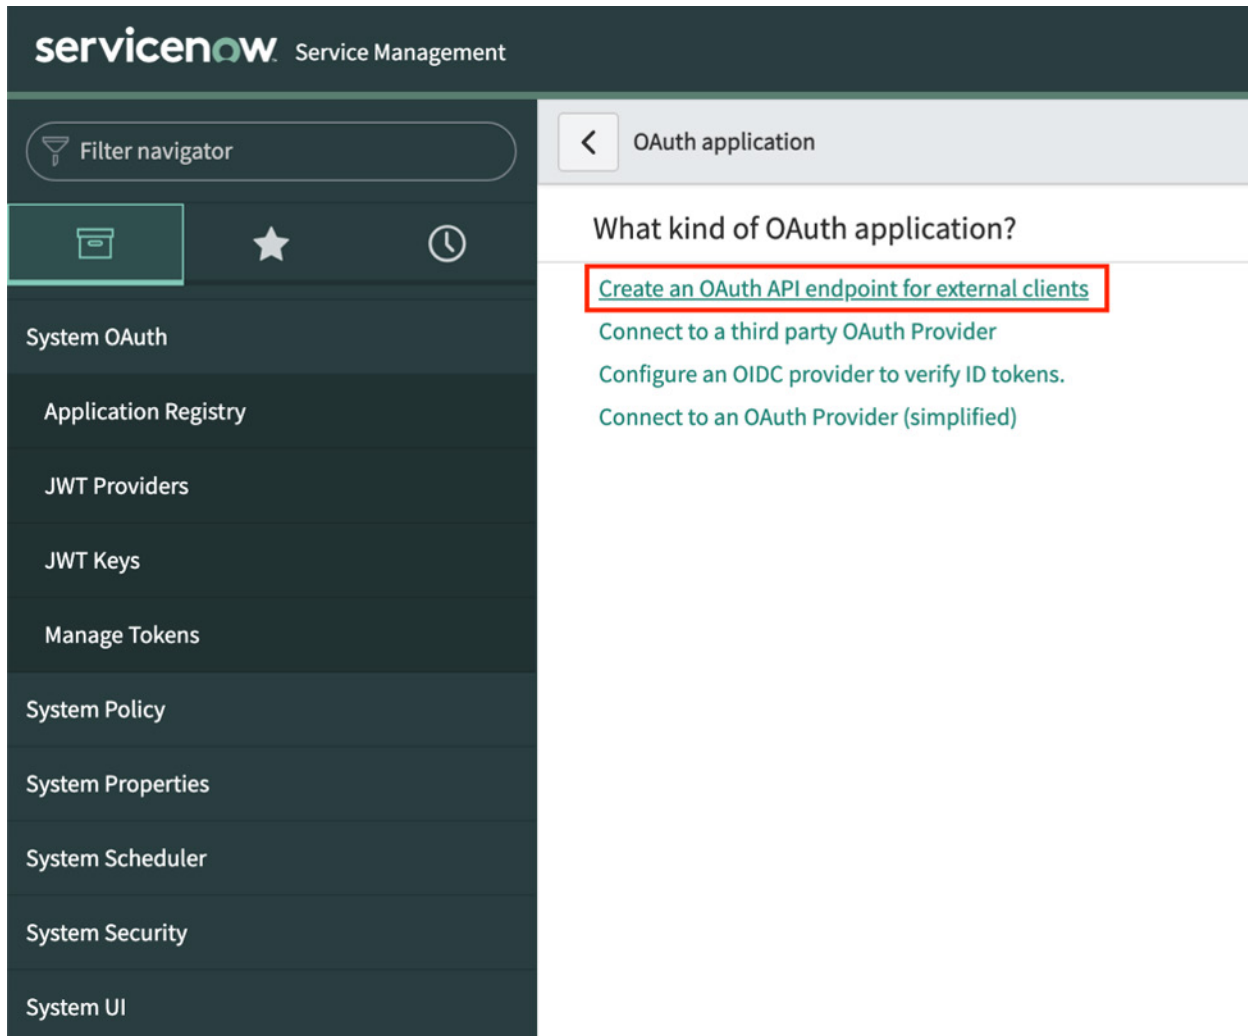 servicenow. Service Management
Filter navigator
OAuth application
What kind of OAuth application?
Create an OAuth API endpoint for external clients
Connect to a third party OAuth Provider
Configure an OIDC provider to verify ID tokens.
Connect to an OAuth Provider (simplified)
System OAuth
Application Registry
JWT Providers
JWT Keys
Manage Tokens
System Policy
System Properties
System Scheduler
System Security
System UI